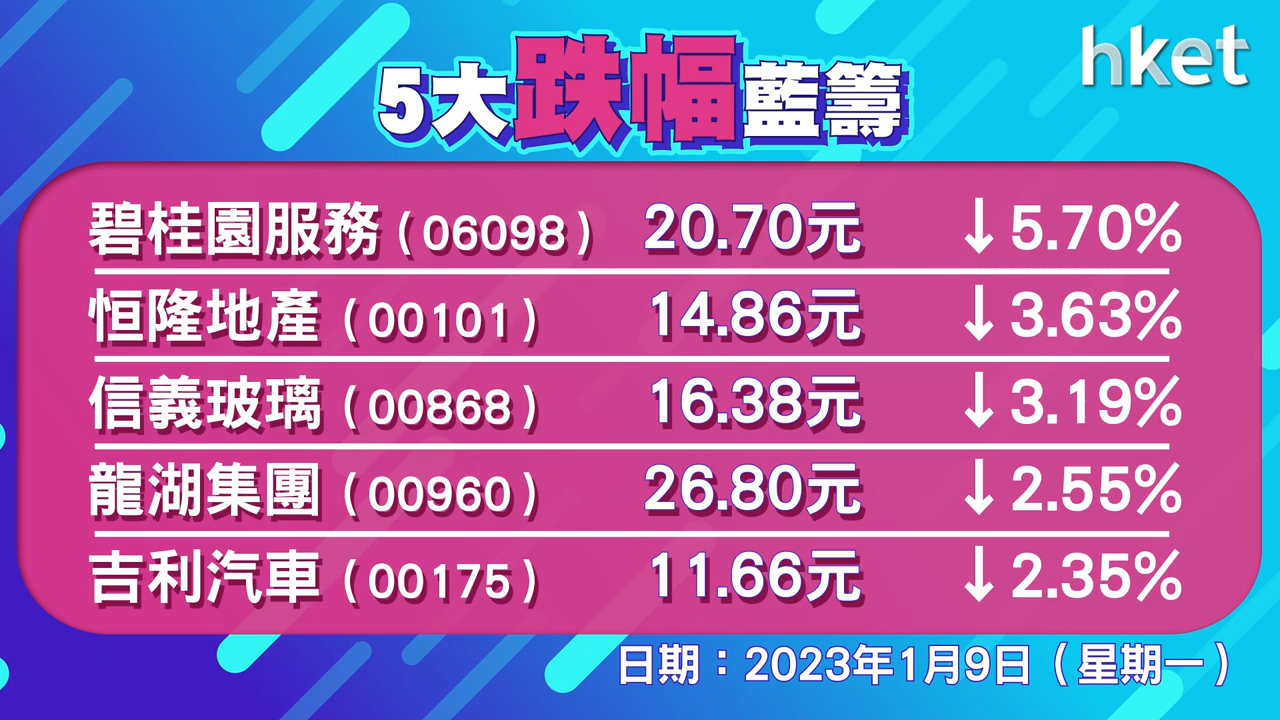 hket
5大跌幅藍籌
碧桂園服務（06098） 20.70元 ↓5.70%
恒隆地產（00101） 14.86元 ↓3.63%
信義玻璃（00868） 16.38元 ↓3.19%
龍湖集團（00960） 26.80元 ↓2.55%
吉利汽車（00175） 11.66元 ↓2.35%
日期：2023年1月9日（星期一）